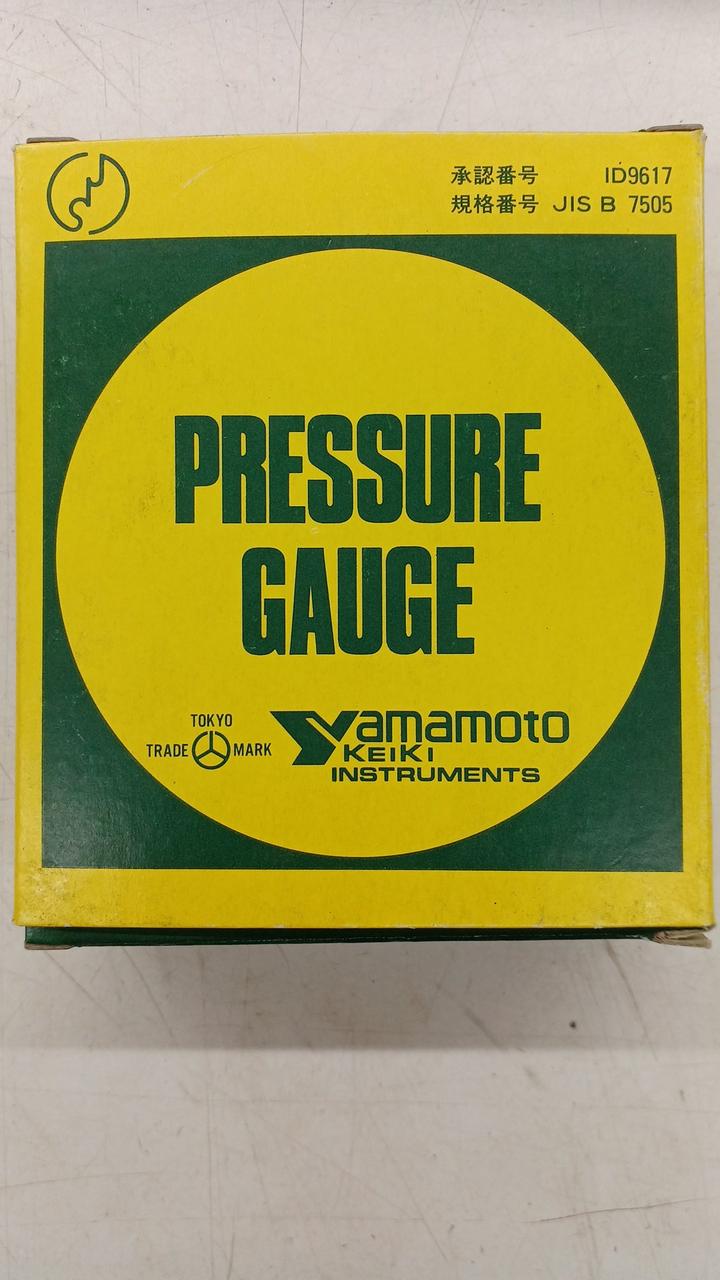 承認番号 ID9617
規格番号 JIS B 7505
PRESSURE
GAUGE
TOKYO
TRADE MARK
Yamamoto
KEIKI
INSTRUMENTS